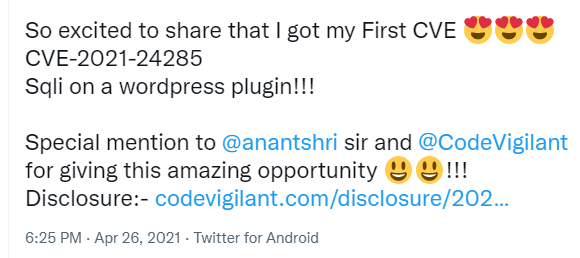 So excited to share that I got my First CVE 😍😍😍
CVE-2021-24285
Sqli on a wordpress plugin!!!
Special mention to @anantshri sir and @CodeVigilant
for giving this amazing opportunity 😃😃!!!
Disclosure:- codevigilant.com/disclosure/202...
6:25 PM · Apr 26, 2021 · Twitter for Android